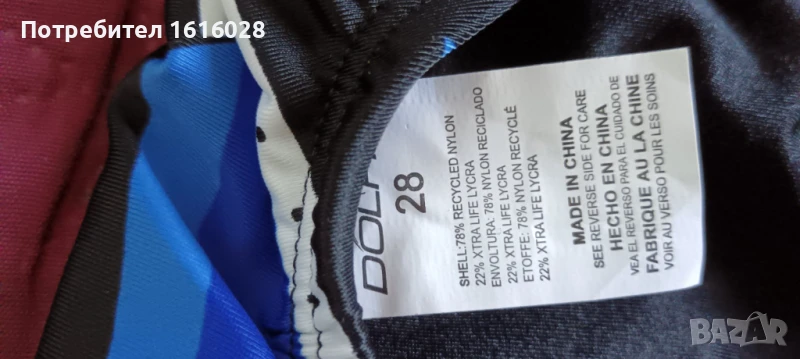 Потребител 1616028
28
SHELL:78% RECYCLED NYLON
22% XTRA LIFE LYCRA
ENVOLTURA: 78% NYLON RECICLADO
22% XTRA LIFE LYCRA
ETOFFE: 78% NYLON RECYCLÉ
22% XTRA LIFE LYCRA
MADE IN CHINA
SEE REVERSE SIDE FOR CARE
HECHO EN CHINA
VEA EL REVERSO PARA EL CUIDADO DE
FABRIQUE AU LA CHINE
VOIR AU VERSO POUR LES SOINS
BAZAR
bg